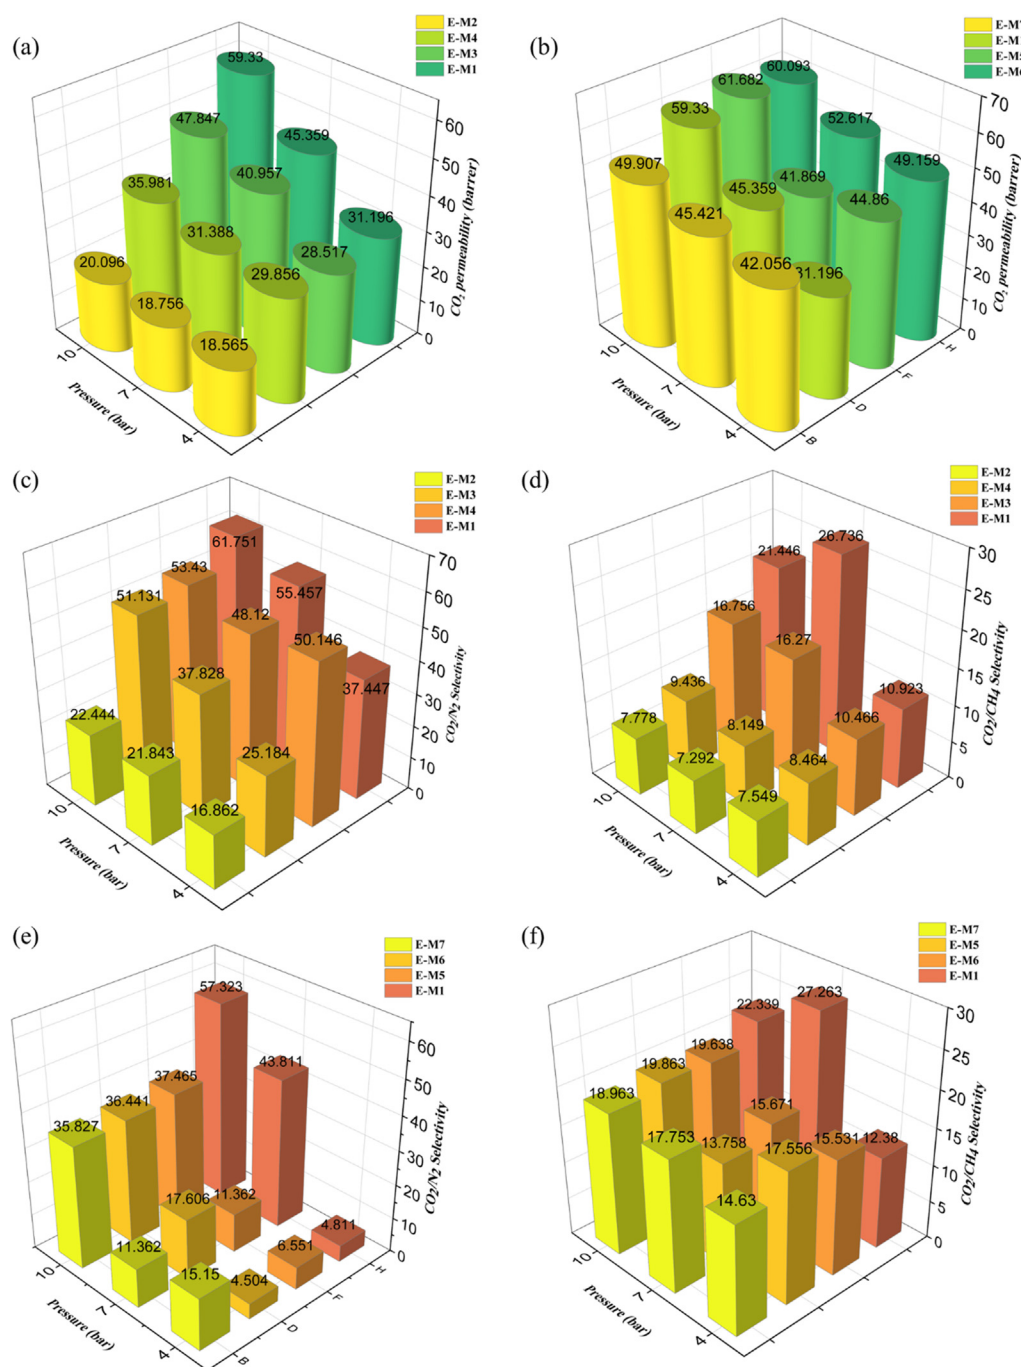 (a)
E-M2
E-M4
E-M3
E-M1
59.33
47.847
45.359
35.981
40.957
31.196
20.096
31.388
28.517
18.756
29.856
18.565
60
50
40
30
20
10
0
CO2 permeability (barrer)
10
7
4
Pressure (bar)
(b)
E-M
E-M
E-M
E-M
60.093
61.682
59.33
52.617
49.907
41.869
49.159
45.421
45.359
44.86
42.056
31.196
70
60
50
40
30
20
10
0
CO2 permeability (barrer)
10
7
4
Pressure (bar)
B
D
F
H
(c)
E-M2
E-M3
E-M4
E-M1
61.751
53.43
51.131
55.457
48.12
50.146
37.828
37.447
22.444
21.843
25.184
16.862
70
60
50
40
30
20
10
0
CO2/N2 Selectivity
10
7
4
Pressure (bar)
(d)
E-M2
E-M4
E-M3
E-M1
26.736
21.446
16.756
16.27
9.436
10.923
7.778
8.149
10.466
7.292
8.464
7.549
30
25
20
15
10
5
0
CO2/CH4 Selectivity
10
7
4
Pressure (bar)
(e)
E-M7
E-M6
E-M5
E-M1
57.323
43.811
37.465
36.441
35.827
17.606
11.362
4.811
11.362
6.551
15.15
4.504
60
50
40
30
20
10
0
CO2/N2 Selectivity
10
7
4
Pressure (bar)
B
D
F
H
(f)
E-M7
E-M5
E-M6
E-M1
27.263
22.339
19.638
19.863
18.963
15.671
17.753
13.758
17.556
15.531
12.38
14.63
30
25
20
15
10
5
0
CO2/CH4 Selectivity
10
7
4
Pressure (bar)